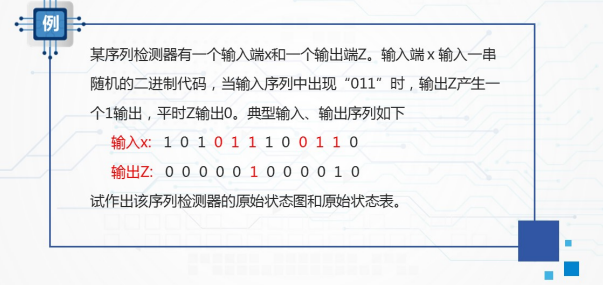 例
某序列检测器有一个输入端x和一个输出端Z。输入端 x 输入一串
随机的二进制代码，当输入序列中出现“011”时，输出Z产生一
个1输出，平时Z输出0。典型输入、输出序列如下
输入x: 1 0 1 0 1 1 1 0 0 1 1 0
输出Z: 0 0 0 0 0 1 0 0 0 0 1 0
试作出该序列检测器的原始状态图和原始状态表。